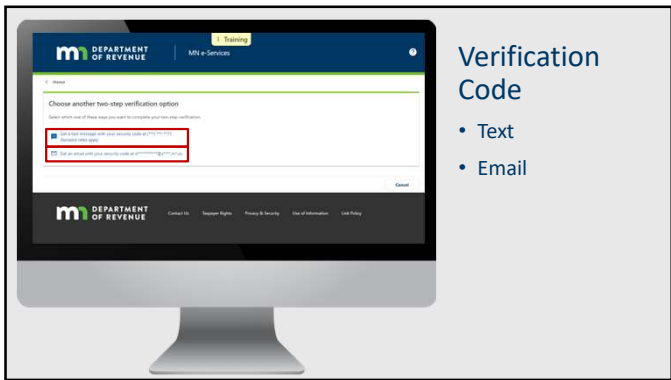 Training
DEPARTMENT
OF REVENUE
MN e-Services
Home
Choose another two-step verification option
Select which one of these ways you want to complete your two-step verification.
Get a text message with your security code at
Get an email with your security code at
Cancel
DEPARTMENT
OF REVENUE
Contact Us
Taxpayer Rights
Privacy & Security
Use of Information
Link Policy
Verification
Code
• Text
• Email